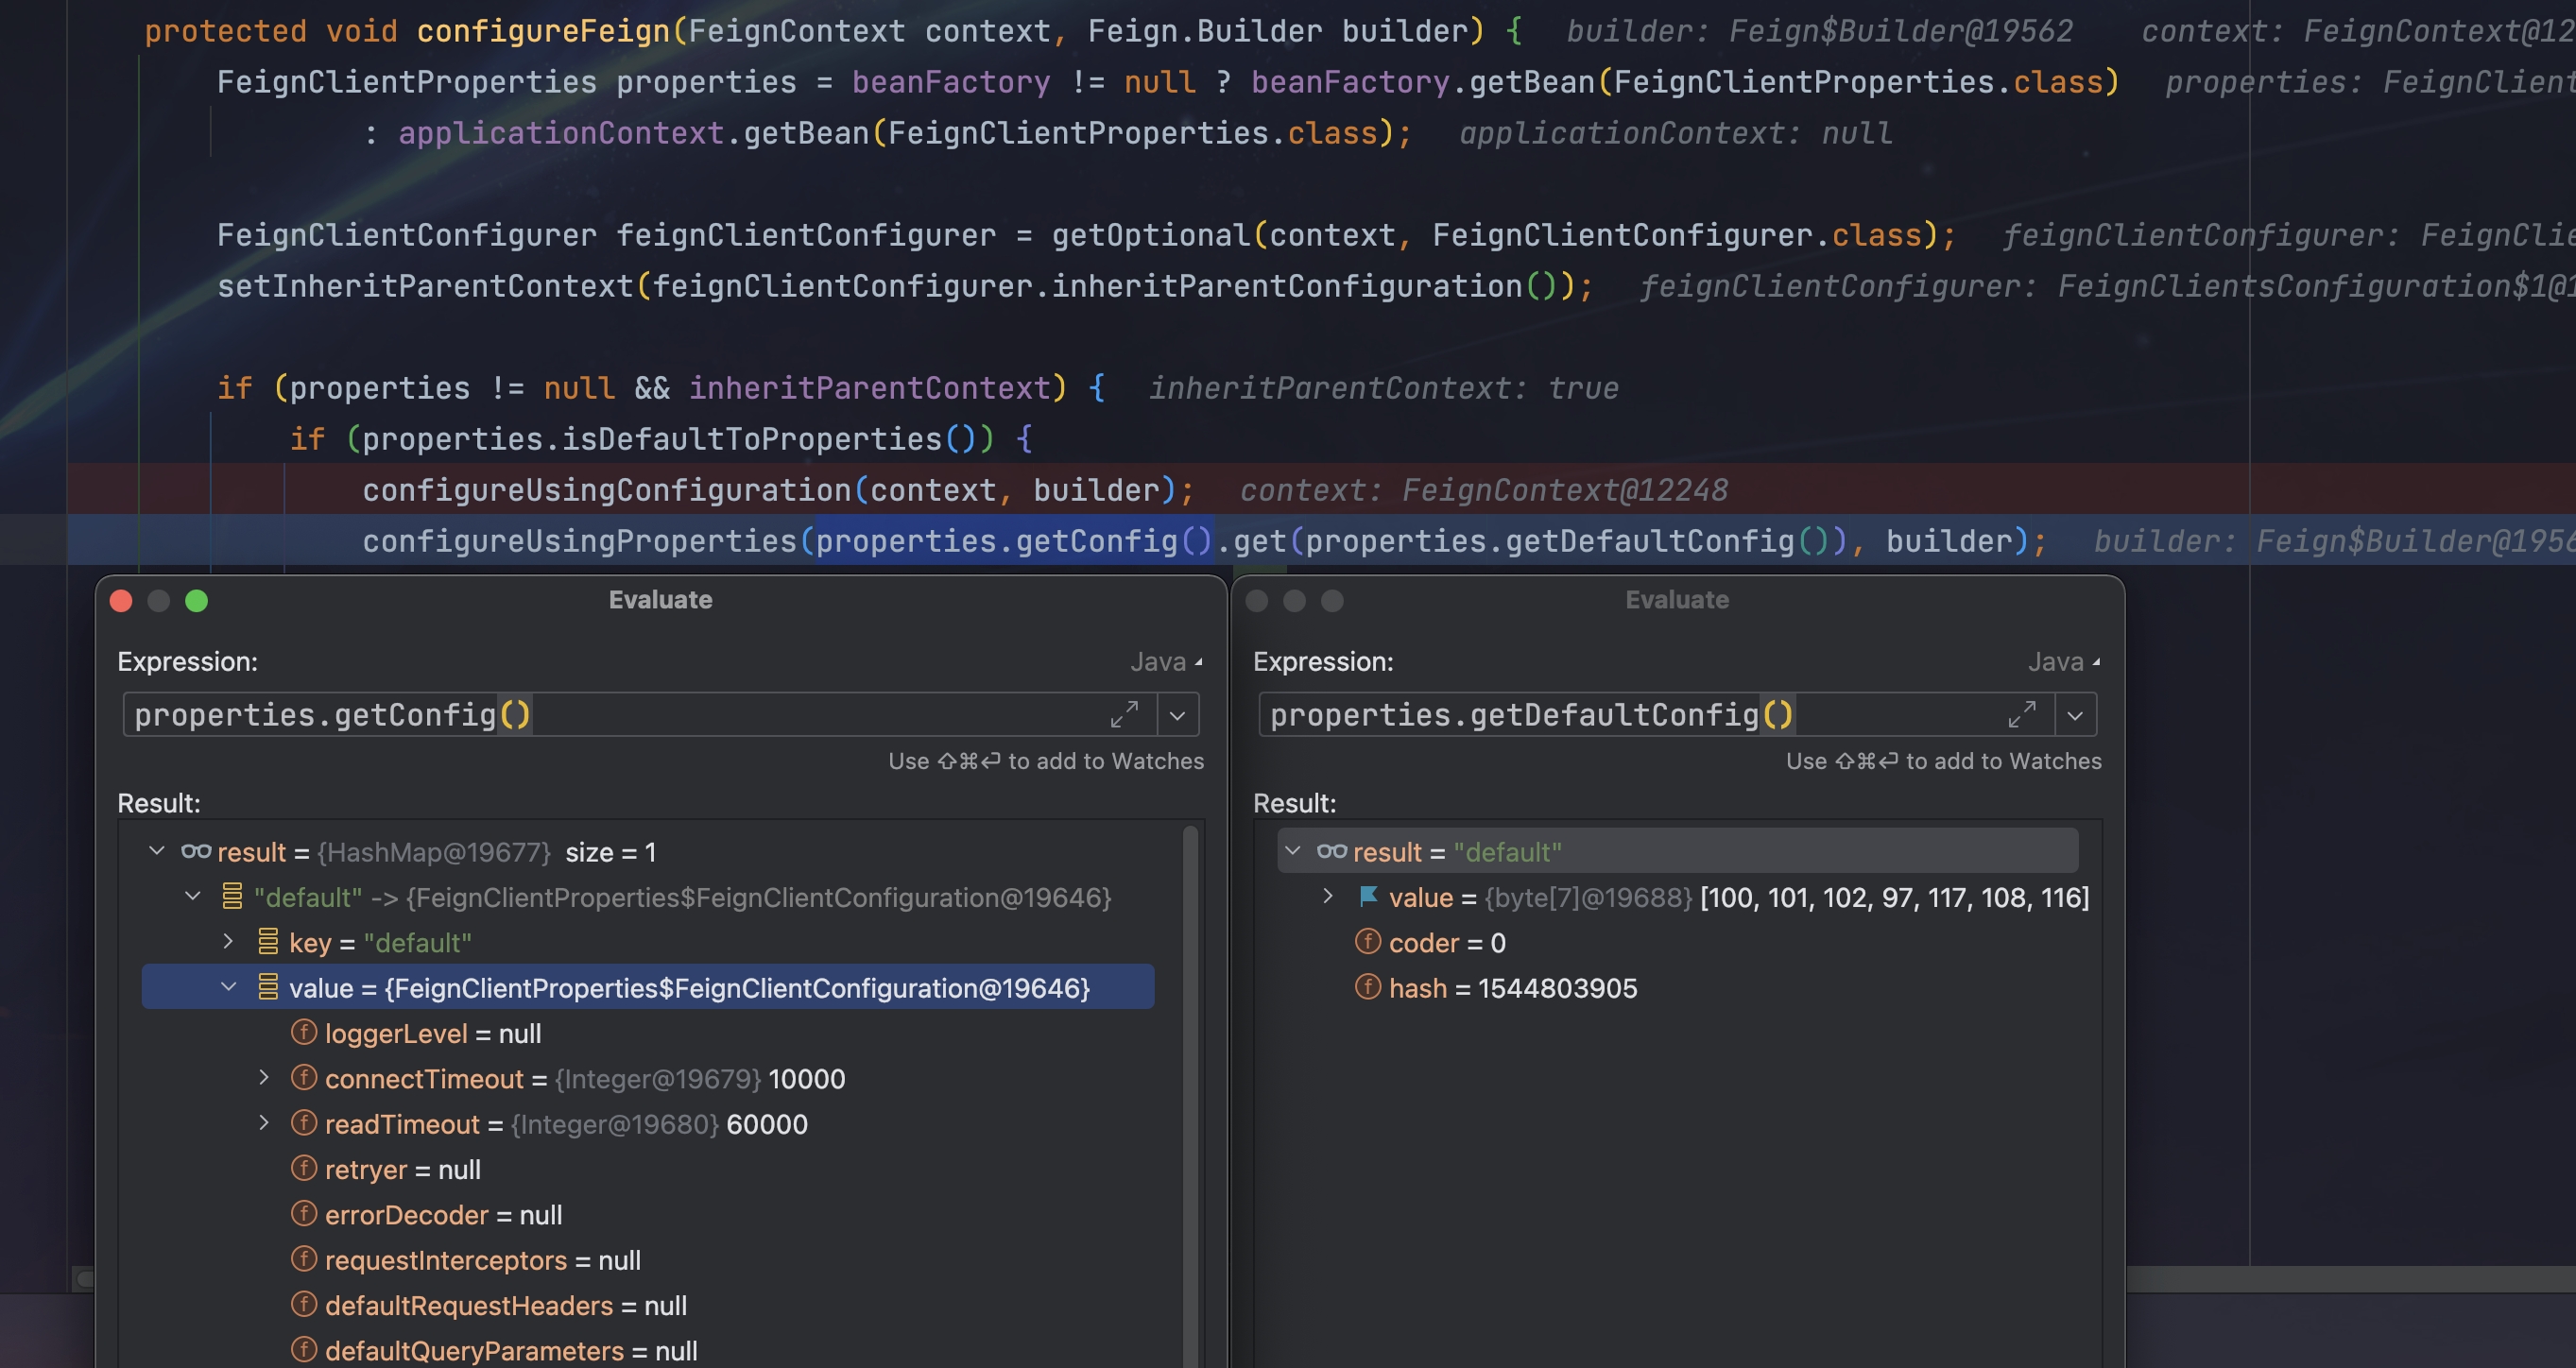 protected void configureFeign(FeignContext context, Feign.Builder builder) { builder: Feign$Builder@19562 context: FeignContext@12
FeignClientProperties properties = beanFactory != null ? beanFactory.getBean(FeignClientProperties.class) properties: FeignClient
: applicationContext.getBean(FeignClientProperties.class); applicationContext: null
FeignClientConfigurer feignClientConfigurer = getOptional(context, FeignClientConfigurer.class); feignClientConfigurer: FeignClie
setInheritParentContext(feignClientConfigurer.inheritParentConfiguration()); feignClientConfigurer: FeignClientsConfiguration$1@1
if (properties != null && inheritParentContext) { inheritParentContext: true
if (properties.isDefaultToProperties()) {
configureUsingConfiguration(context, builder); context: FeignContext@12248
configureUsingProperties(properties.getConfig().get(properties.getDefaultConfig()), builder); builder: Feign$Builder@1956
Evaluate
Expression:
Java
properties.getConfig()
Use ⇧⌘⏎ to add to Watches
Result:
result = {HashMap@19677} size = 1
"default" -> {FeignClientProperties$FeignClientConfiguration@19646}
key = "default"
value = {FeignClientProperties$FeignClientConfiguration@19646}
loggerLevel = null
connectTimeout = {Integer@19679} 10000
readTimeout = {Integer@19680} 60000
retryer = null
errorDecoder = null
requestInterceptors = null
defaultRequestHeaders = null
defaultQueryParameters = null
Evaluate
Expression:
Java
properties.getDefaultConfig()
Use ⇧⌘⏎ to add to Watches
Result:
result = "default"
value = {byte[7]@19688} [100, 101, 102, 97, 117, 108, 116]
coder = 0
hash = 1544803905